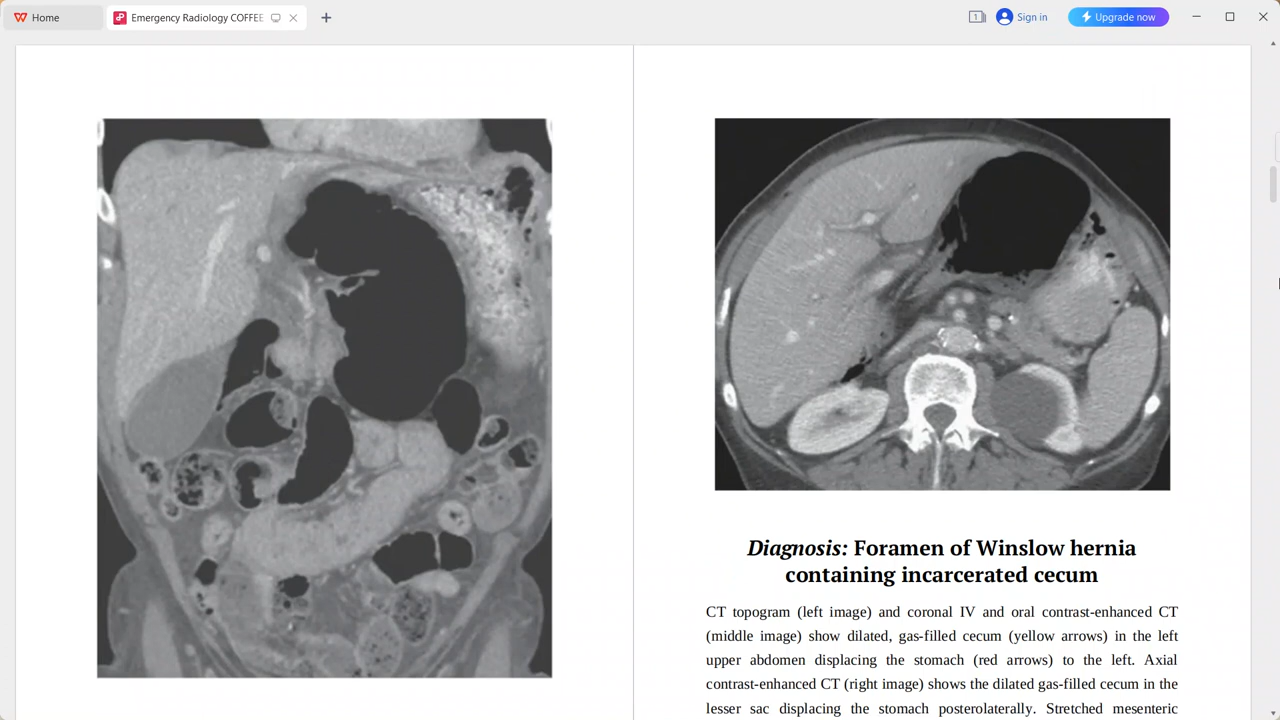 Home
Emergency Radiology COFFEE
1
Sign in
Upgrade now
Diagnosis: Foramen of Winslow hernia
containing incarcerated cecum
CT topogram (left image) and coronal IV and oral contrast-enhanced CT
(middle image) show dilated, gas-filled cecum (yellow arrows) in the left
upper abdomen displacing the stomach (red arrows) to the left. Axial
contrast-enhanced CT (right image) shows the dilated gas-filled cecum in the
lesser sac displacing the stomach posterolaterally. Stretched mesenteric